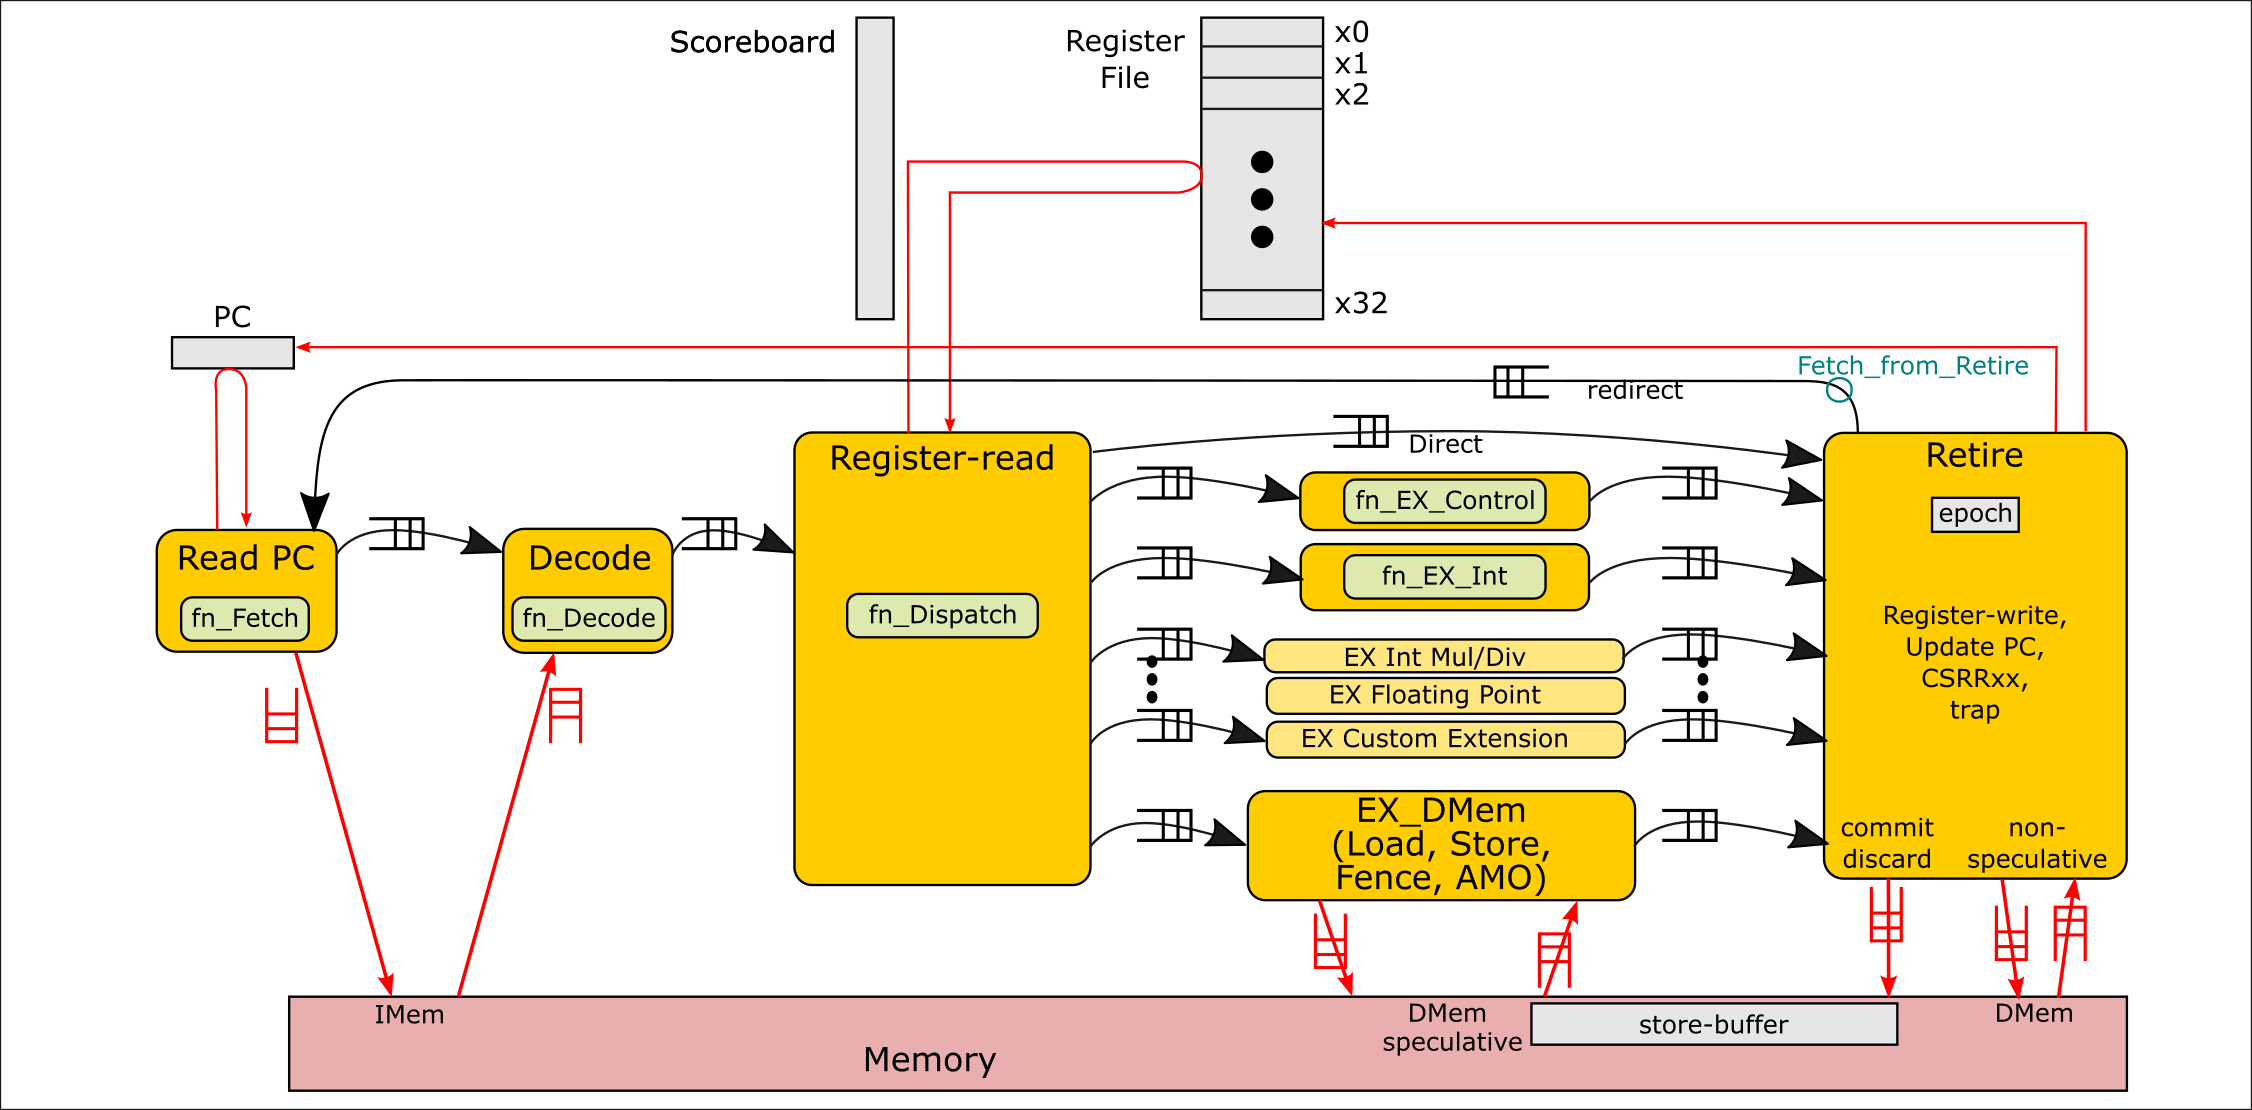 Scoreboard
Register
File
x0
x1
x2
x32
PC
Fetch_from_Retire
redirect
Direct
Read PC
fn_Fetch
Decode
fn_Decode
Register-read
fn_Dispatch
fn_EX_Control
fn_EX_Int
EX Int Mul/Div
EX Floating Point
EX Custom Extension
EX_DMem
(Load, Store,
Fence, AMO)
Retire
epoch
Register-write,
Update PC,
CSRRxx,
trap
commit
discard
non-
speculative
IMem
Memory
DMem
speculative
store-buffer
DMem